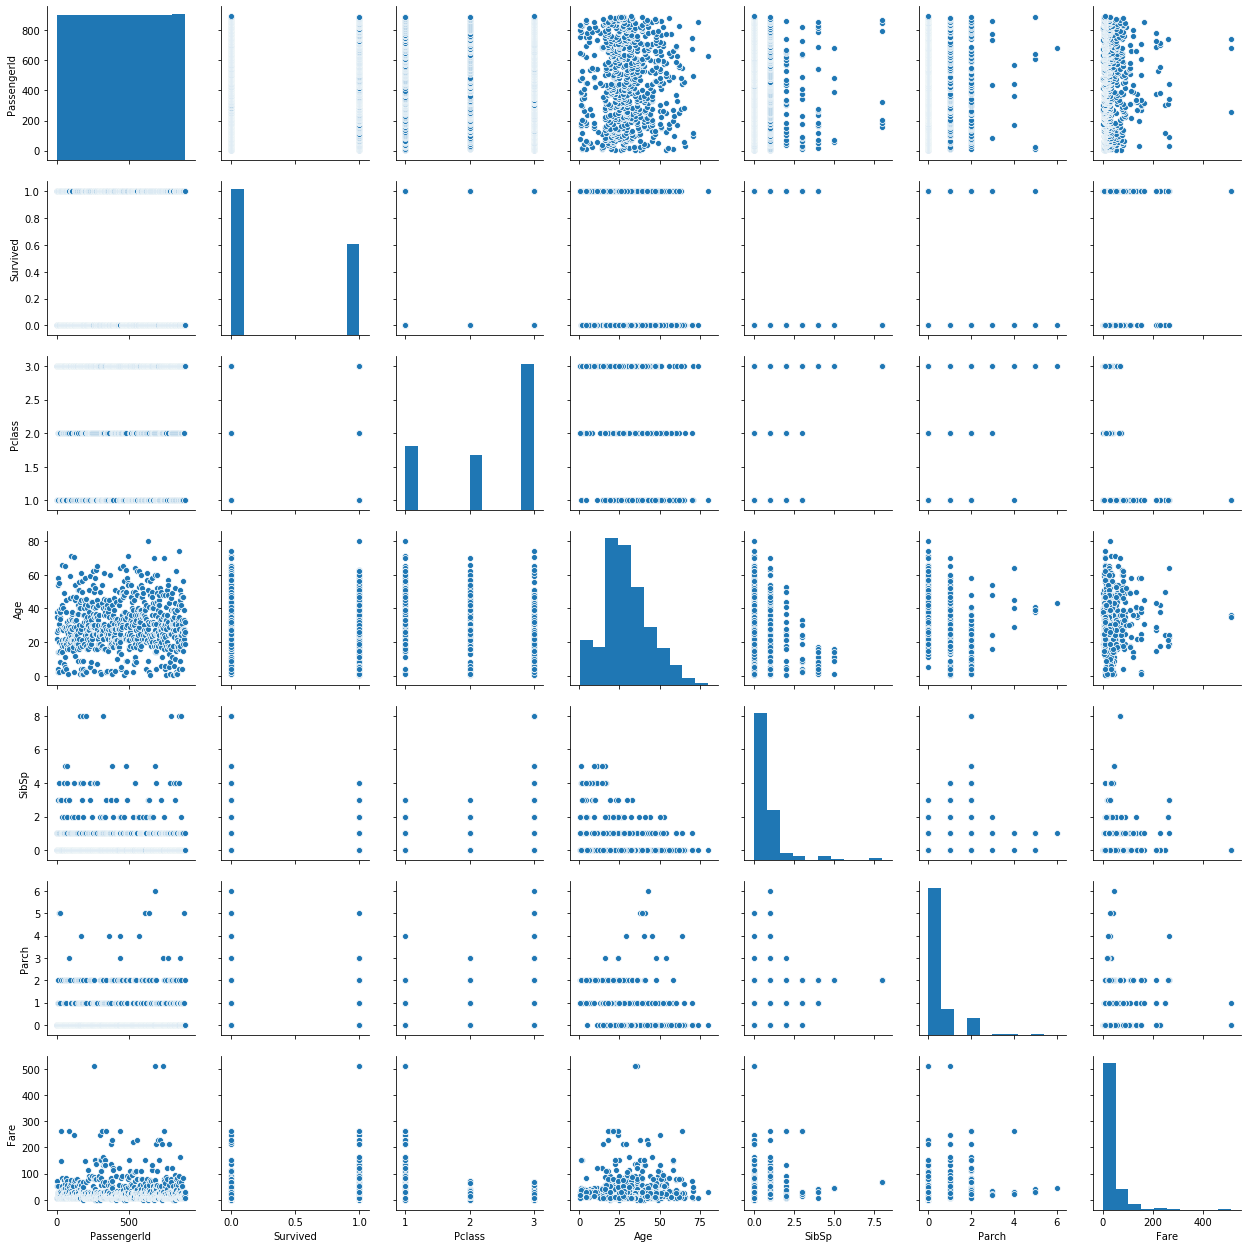 PassengerId
800
600
400
200
0
Survived
1.0
0.8
0.6
0.4
0.2
0.0
Pclass
3.0
2.5
2.0
1.5
1.0
Age
80
60
40
20
0
SibSp
8
6
4
2
0
Parch
6
5
4
3
2
1
0
Fare
500
400
300
200
100
0
0 500
0.0 0.5 1.0
1 2 3
0 25 50 75
0.0 2.5 5.0 7.5
0 2 4 6
0 200 400
PassengerId Survived Pclass Age SibSp Parch Fare